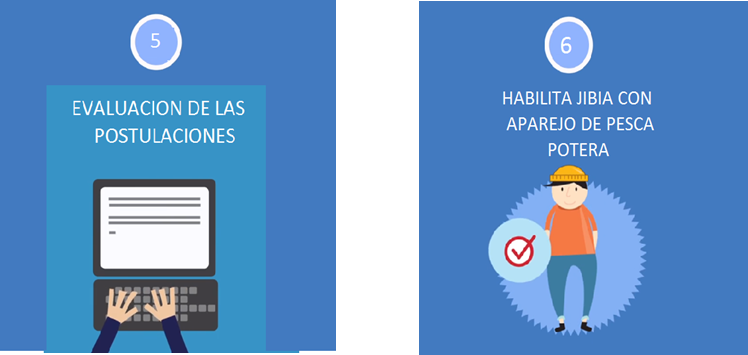 5
EVALUACION DE LAS
POSTULACIONES
6
HABILITA JIBIA CON
APAREJO DE PESCA
POTERA